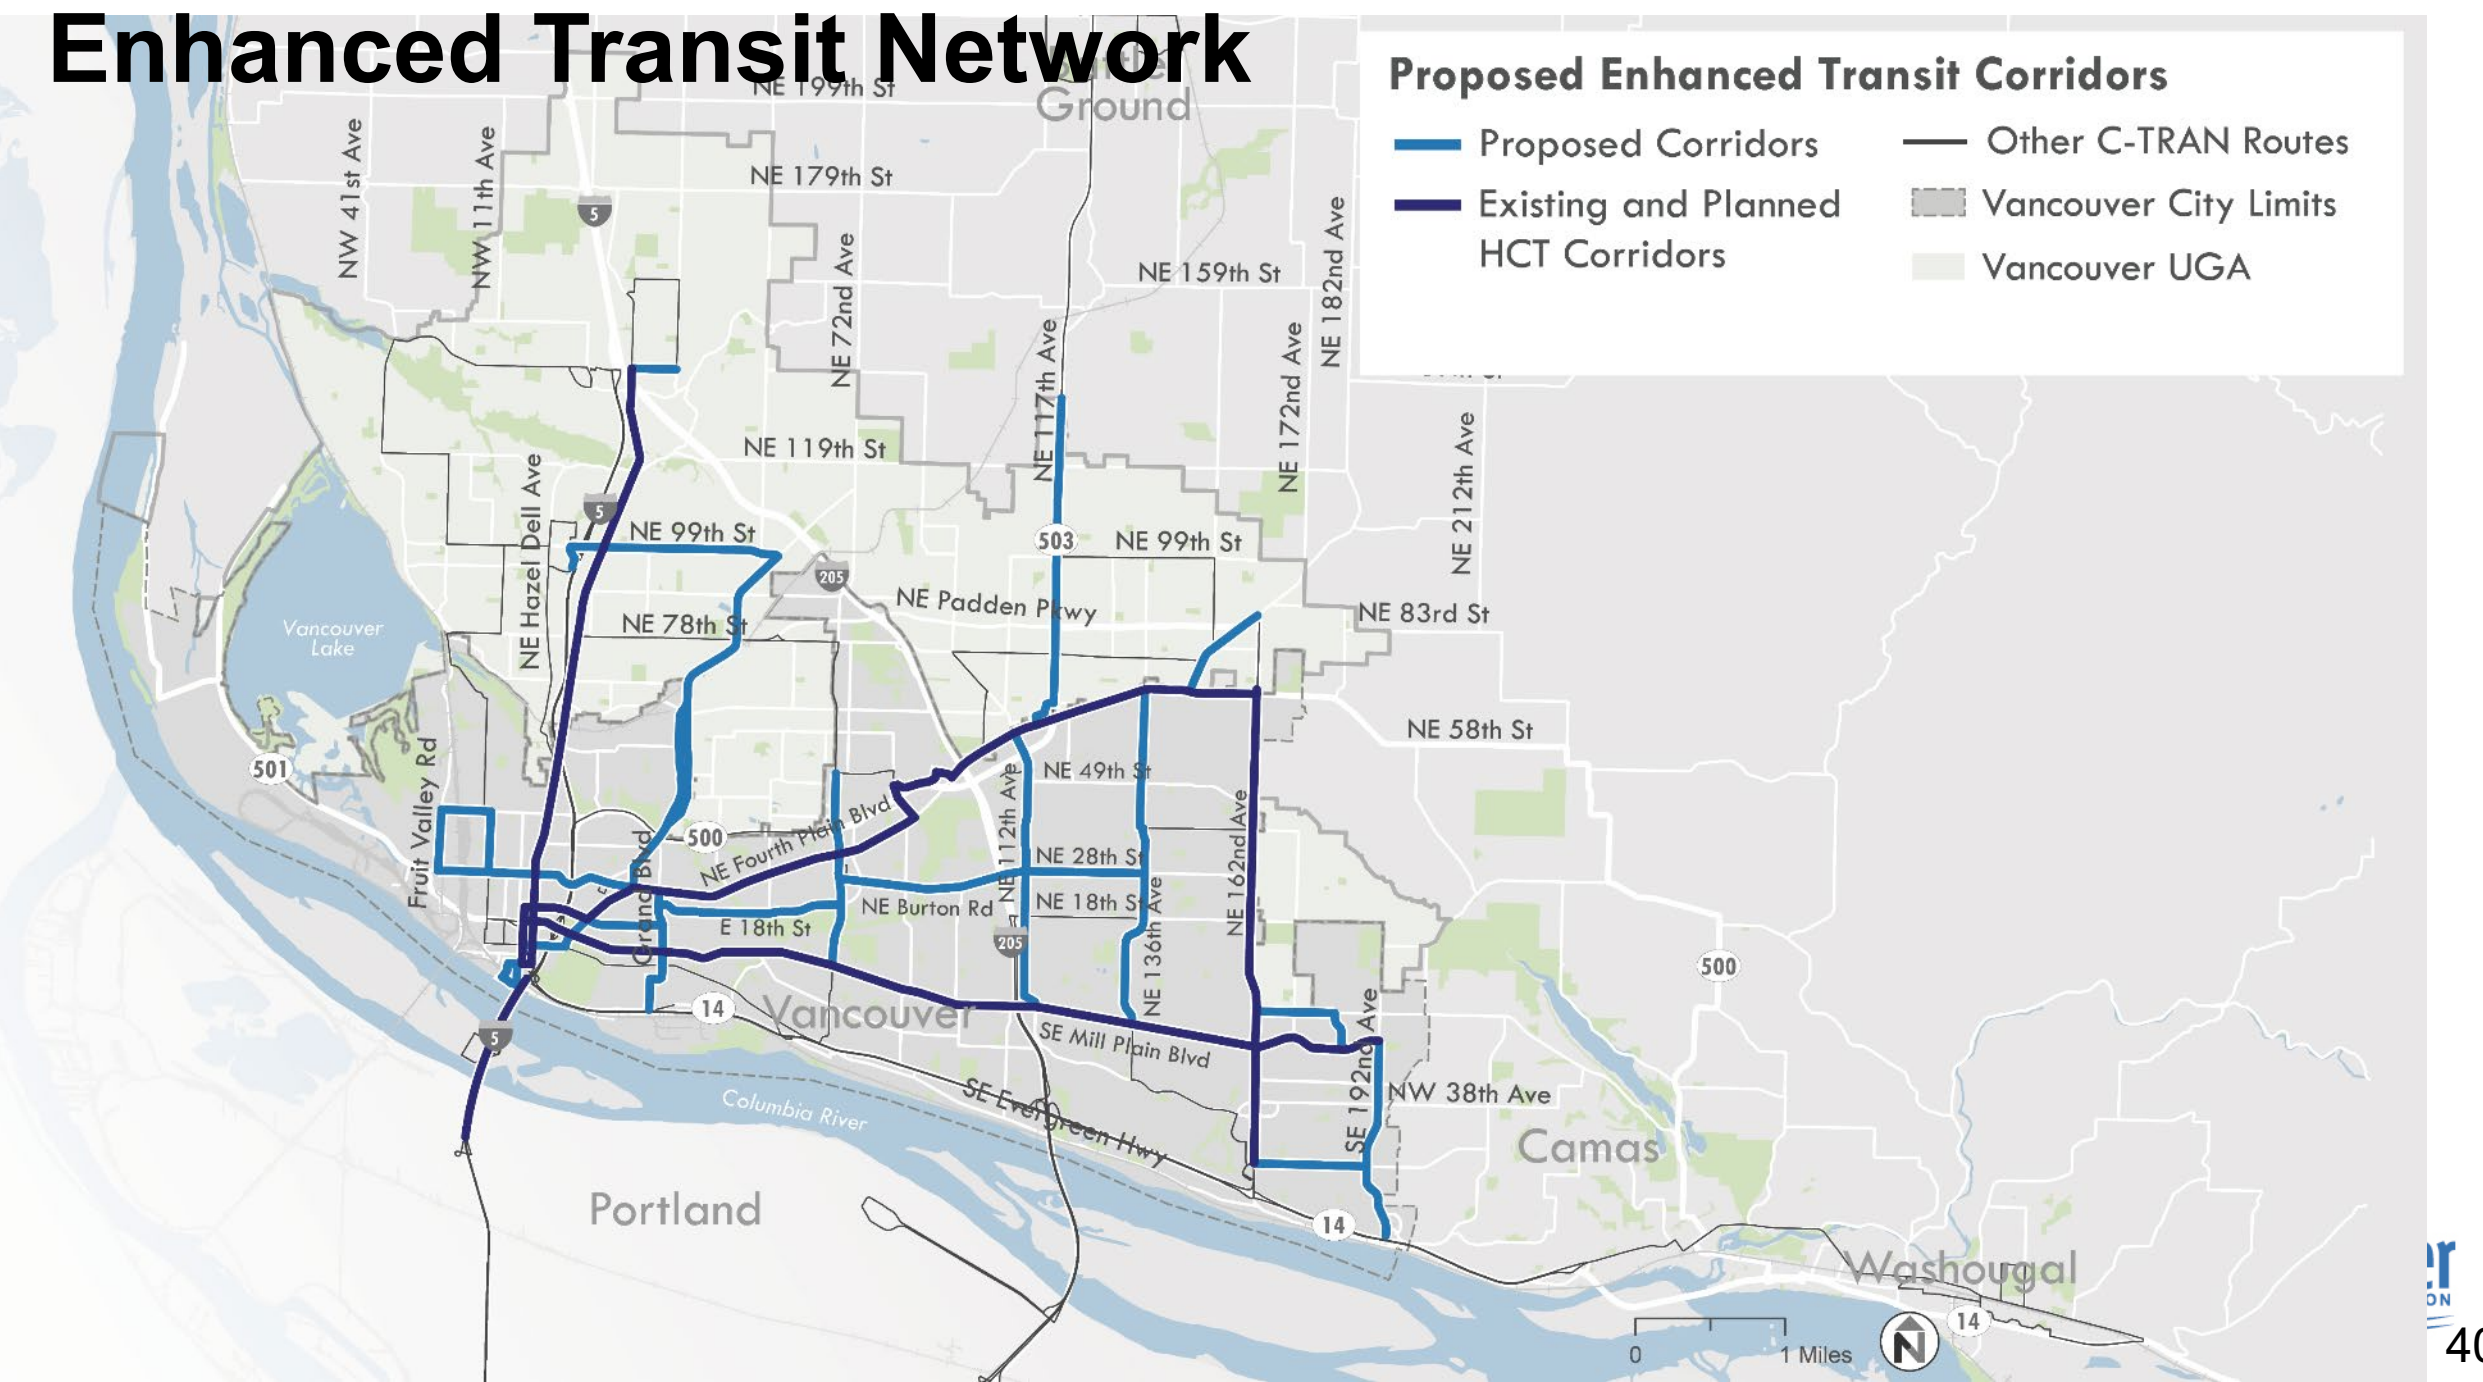 Enhanced Transit Network
Proposed Enhanced Transit Corridors
Proposed Corridors
Existing and Planned
HCT Corridors
Other C-TRAN Routes
Vancouver City Limits
Vancouver UGA
Battle
Ground
NE 199th St
NW 41st Ave
NW 11th Ave
NE 179th St
5
NE 72nd Ave
NE 159th St
NE 182nd Ave
NE 172nd Ave
NE 117th Ave
NE 119th St
NE 212th Ave
NE Hazel Dell Ave
5
NE 99th St
503
NE 99th St
205
NE Padden Pkwy
NE 83rd St
NE 78th St
Vancouver
Lake
NE 58th St
501
Fruit Valley Rd
NE 49th St
NE 112th Ave
500
NE Fourth Plain Blvd
Grand Blvd
NE 28th St
NE 162nd Ave
NE Burton Rd
NE 18th St
E 18th St
NE 136th Ave
205
500
14
Vancouver
5
SE Mill Plain Blvd
SE 192nd Ave
NW 38th Ave
SE Evergreen Hwy
Columbia River
Camas
Portland
14
Washougal
14
0
1 Miles
N
er
ON
40